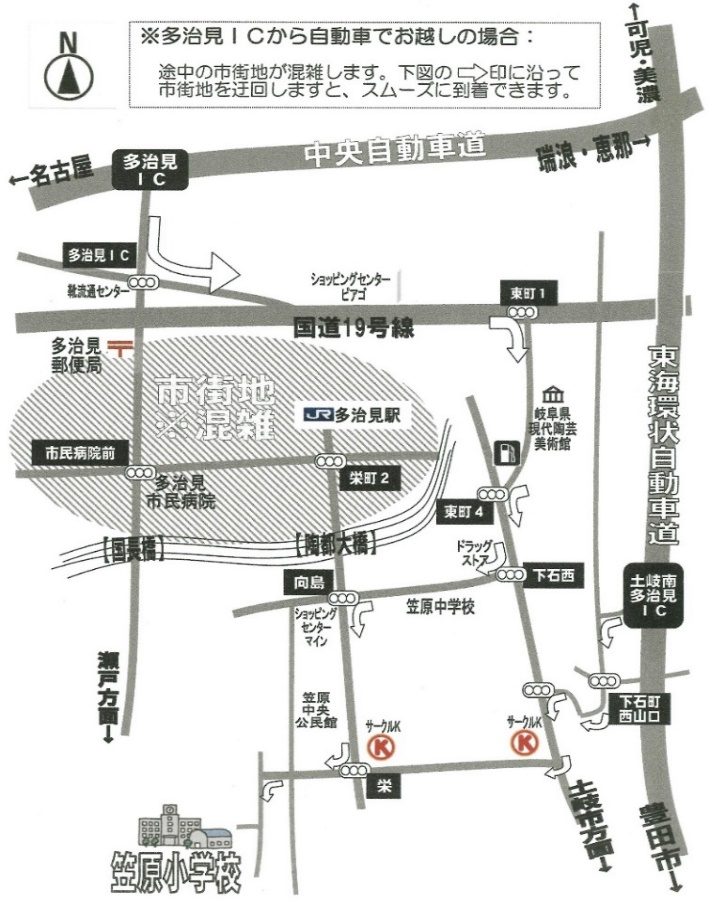 N
※多治見ＩＣから自動車でお越しの場合：
途中の市街地が混雑します。下図の⇨印に沿って
市街地を迂回しますと、スムーズに到着できます。
↑可児・美濃
←名古屋
多治見
ＩＣ
中央自動車道
瑞浪・恵那→
多治見ＩＣ
靴流通センター
ショッピングセンター
ピアゴ
東町１
国道19号線
多治見
郵便局
市街地
※混雑
JR多治見駅
岐阜県
現代陶芸
美術館
東海環状自動車道
市民病院前
多治見
市民病院
栄町２
東町４
【国長橋】
【陶都大橋】
ドラッグ
ストア
下石西
向島
笠原中学校
土岐南
多治見
ＩＣ
ショッピング
センター
マイン
瀬戸方面→
笠原
中央
公民館
サークルK
K
サークルK
K
下石町
西山口
栄
土岐市方面→
豊田市→
笠原小学校